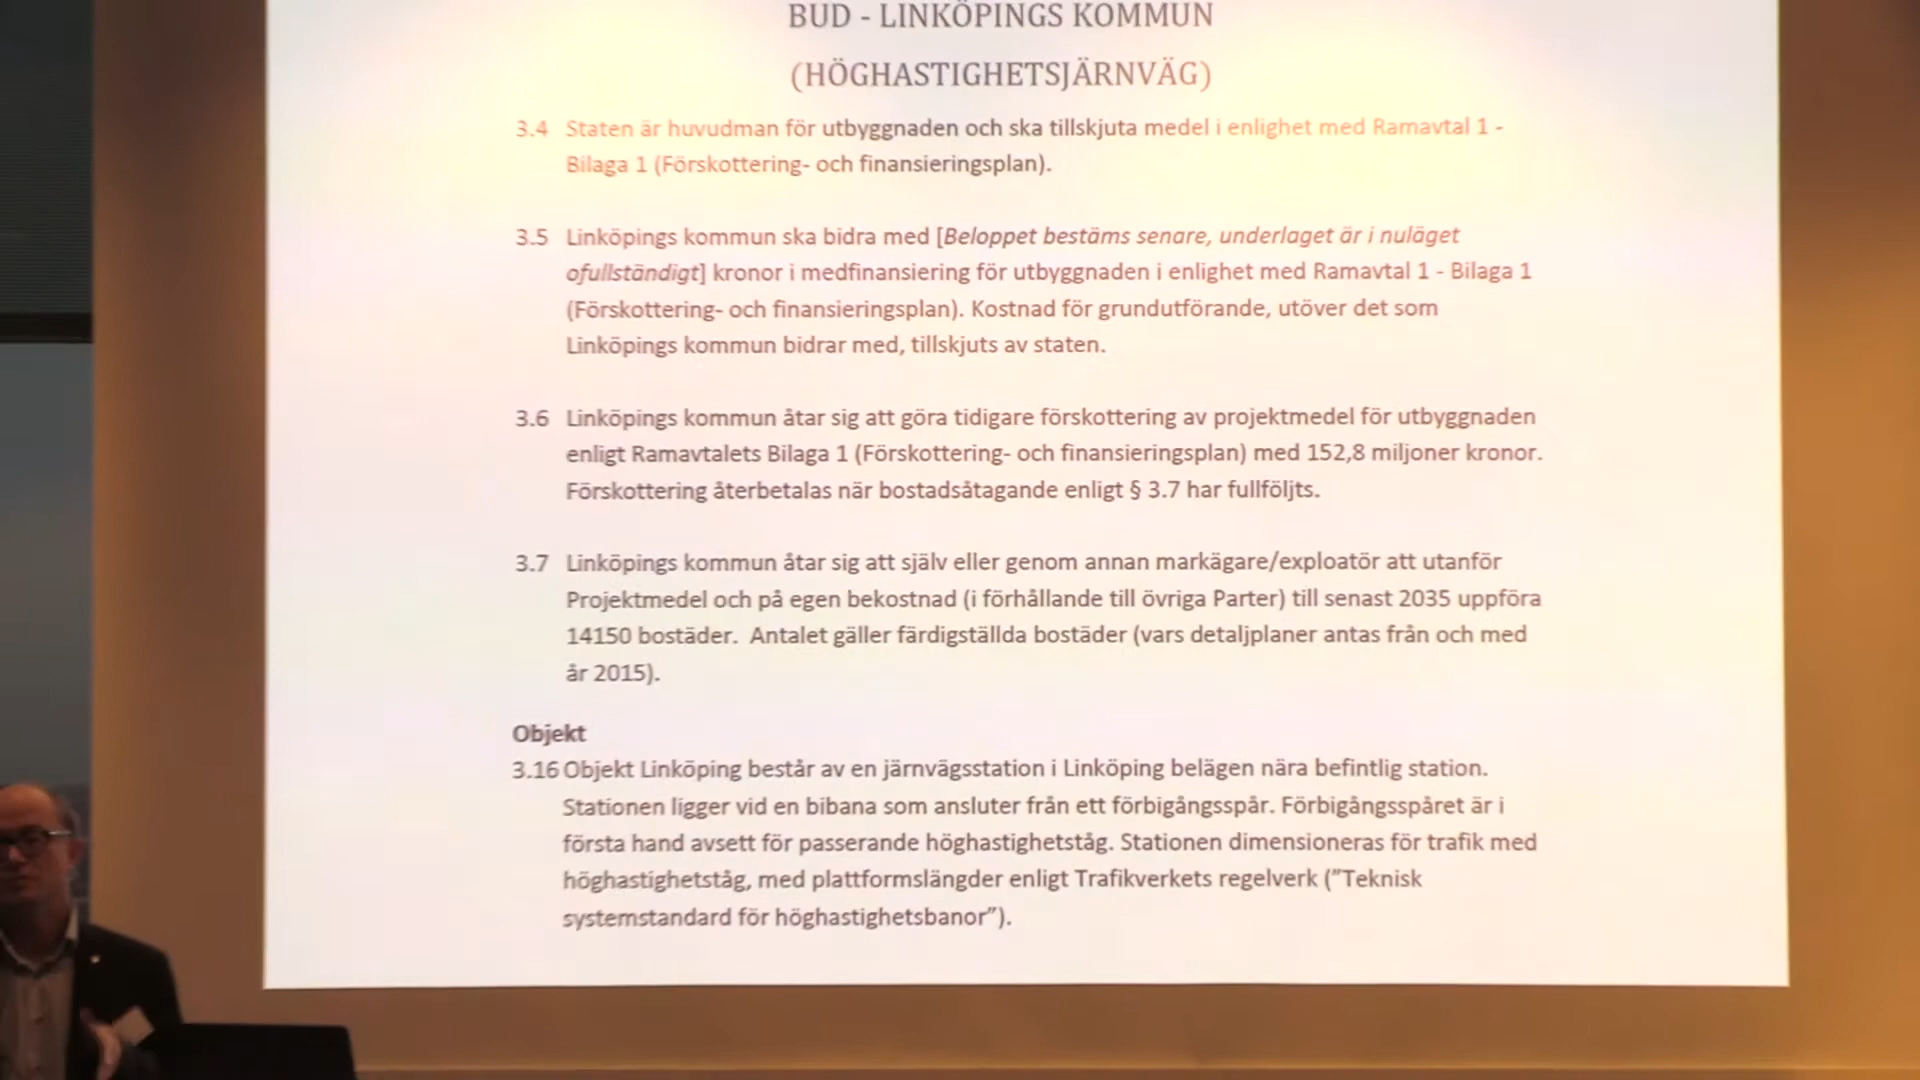 BUD - LINKÖPINGS KOMMUN
(HÖGHASTIGHETSJÄRNVÄG)
3.4 Staten är huvudman för utbyggnaden och ska tillskjuta medel i enlighet med Ramavtal 1 -
Bilaga 1 (Förskottering- och finansieringsplan).
3.5 Linköpings kommun ska bidra med [Beloppet bestäms senare, underlaget är i nuläget
ofullständigt] kronor i medfinansiering för utbyggnaden i enlighet med Ramavtal 1 - Bilaga 1
(Förskottering- och finansieringsplan). Kostnad för grundutförande, utöver det som
Linköpings kommun bidrar med, tillskjuts av staten.
3.6 Linköpings kommun åtar sig att göra tidigare förskottering av projektmedel för utbyggnaden
enligt Ramavtalets Bilaga 1 (Förskottering- och finansieringsplan) med 152,8 miljoner kronor.
Förskottering återbetalas när bostadsåtagande enligt § 3.7 har fullföljts.
3.7 Linköpings kommun åtar sig att själv eller genom annan markägare/exploatör att utanför
Projektmedel och på egen bekostnad (i förhållande till övriga Parter) till senast 2035 uppföra
14150 bostäder. Antalet gäller färdigställda bostäder (vars detaljplaner antas från och med
år 2015).
Objekt
3.16 Objekt Linköping består av en järnvägsstation i Linköping belägen nära befintlig station.
Stationen ligger vid en bibana som ansluter från ett förbigångsspår. Förbigångsspåret är i
första hand avsett för passerande höghastighetståg. Stationen dimensioneras för trafik med
höghastighetståg, med plattformslängder enligt Trafikverkets regelverk ("Teknisk
systemstandard för höghastighetsbanor").